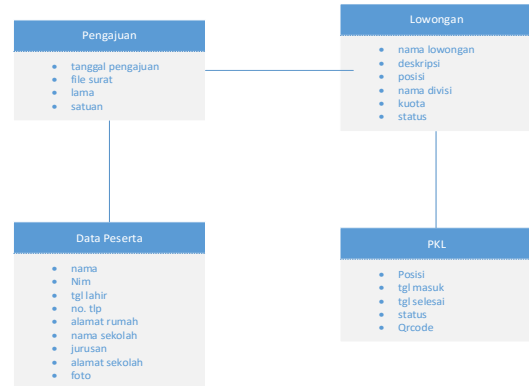 Pengajuan
tanggal pengajuan
file surat
lama
satuan
Lowongan
nama lowongan
deskripsi
posisi
nama divisi
kuota
status
Data Peserta
nama
Nim
tgl lahir
no. tlp
alamat rumah
nama sekolah
jurusan
alamat sekolah
foto
PKL
Posisi
tgl masuk
tgl selesai
status
Qrcode